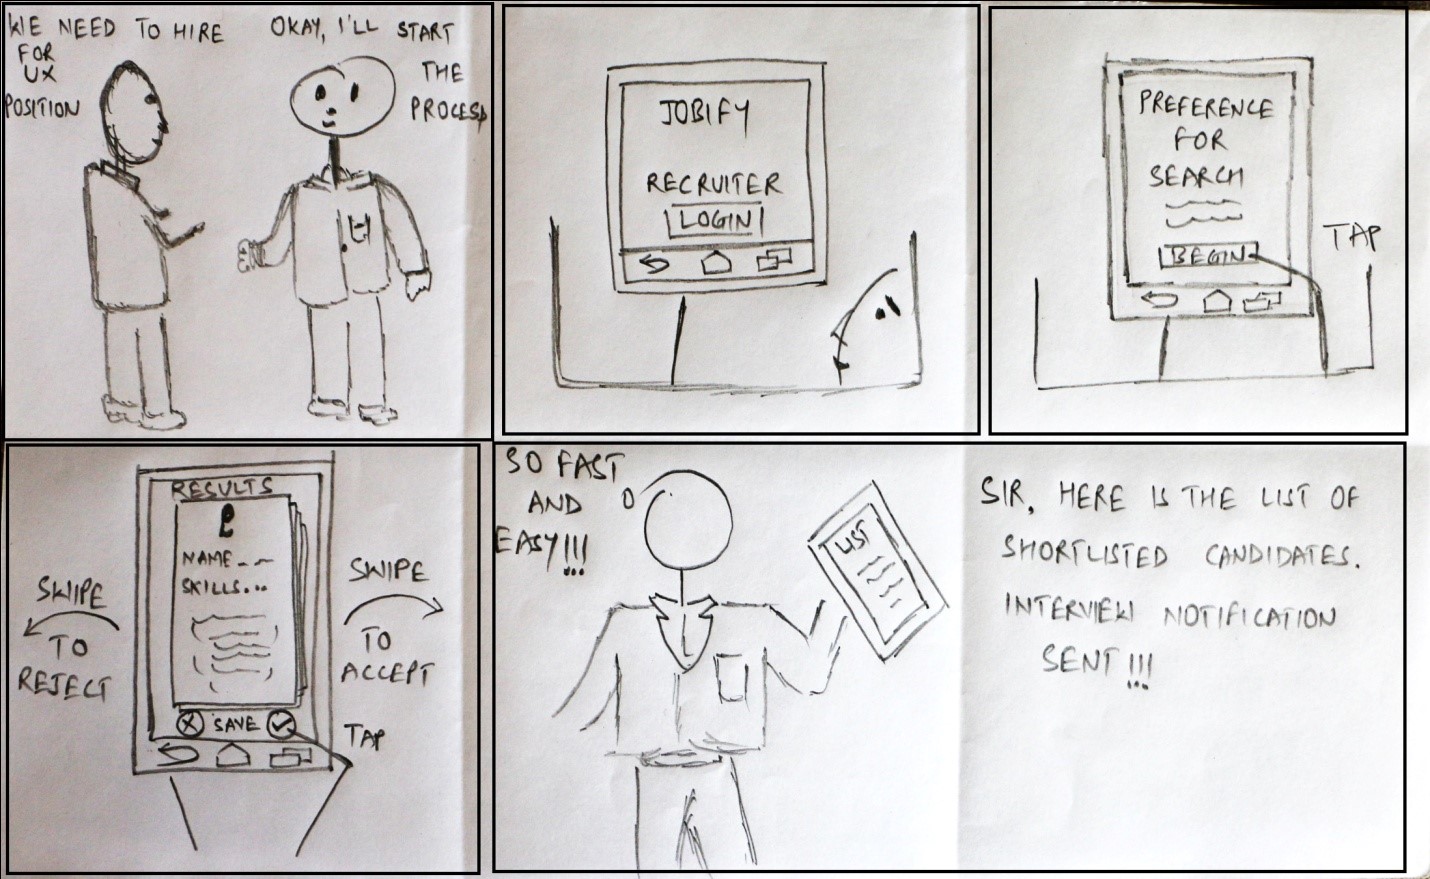 WE NEED TO HIRE
FOR
UX
POSITION
OKAY, I'LL START
THE
PROCESS
JOBIFY
RECRUITER
LOGIN
PREFERENCE
FOR
SEARCH
BEGIN
TAP
RESULTS
NAME
SKILLS...
SWIPE
TO
REJECT
SWIPE
TO
ACCEPT
SAVE
TAP
SO FAST
AND
EASY!!!
LIST
SIR, HERE IS THE LIST OF
SHORTLISTED CANDIDATES.
INTERVIEW NOTIFICATION
SENT!!!